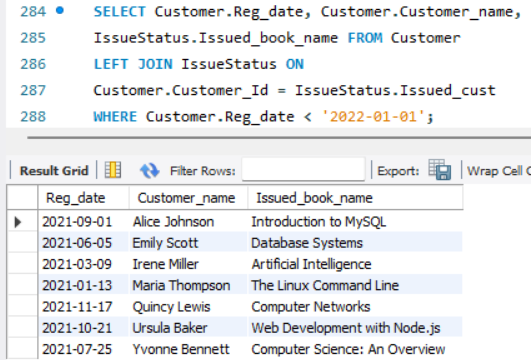 284 SELECT Customer.Reg_date, Customer.Customer_name,
285 IssueStatus.Issued_book_name FROM Customer
286 LEFT JOIN IssueStatus ON
287 Customer.Customer_Id = IssueStatus.Issued_cust
288 WHERE Customer.Reg_date < '2022-01-01';
Result Grid Filter Rows: Export: Wrap Cell C
Reg_date Customer_name Issued_book_name
2021-09-01 Alice Johnson Introduction to MySQL
2021-06-05 Emily Scott Database Systems
2021-03-09 Irene Miller Artificial Intelligence
2021-01-13 Maria Thompson The Linux Command Line
2021-11-17 Quincy Lewis Computer Networks
2021-10-21 Ursula Baker Web Development with Node.js
2021-07-25 Yvonne Bennett Computer Science: An Overview